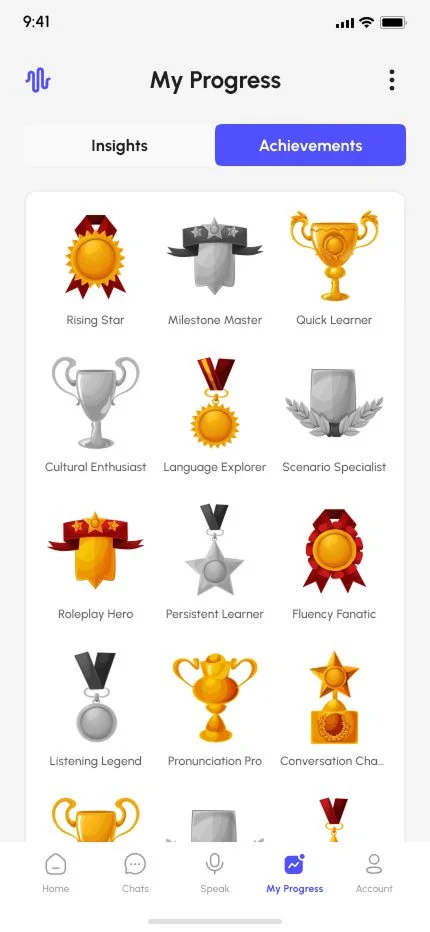 9:41
My Progress
Insights
Achievements
Rising Star
Milestone Master
Quick Learner
Cultural Enthusiast
Language Explorer
Scenario Specialist
Roleplay Hero
Persistent Learner
Fluency Fanatic
Listening Legend
Pronunciation Pro
Conversation Cha...
Home
Chats
Speak
My Progress
Account